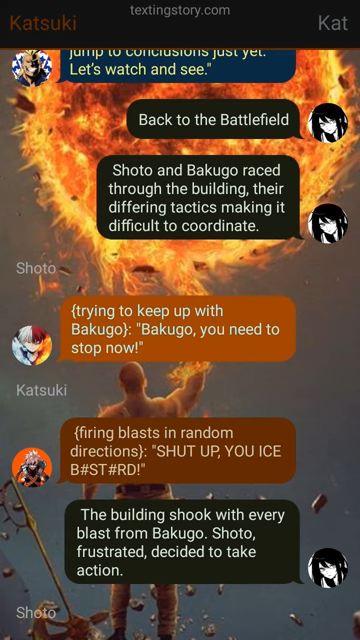 textingstory.com
Katsuki
Kat
jump to conclusions just yet.
Let's watch and see."
Back to the Battlefield
Shoto and Bakugo raced
through the building, their
differing tactics making it
difficult to coordinate.
Shoto
{trying to keep up with
Bakugo}: "Bakugo, you need to
stop now!"
Katsuki
{firing blasts in random
directions}: "SHUT UP, YOU ICE
B#ST#RD!"
The building shook with every
blast from Bakugo. Shoto,
frustrated, decided to take
action.
Shoto